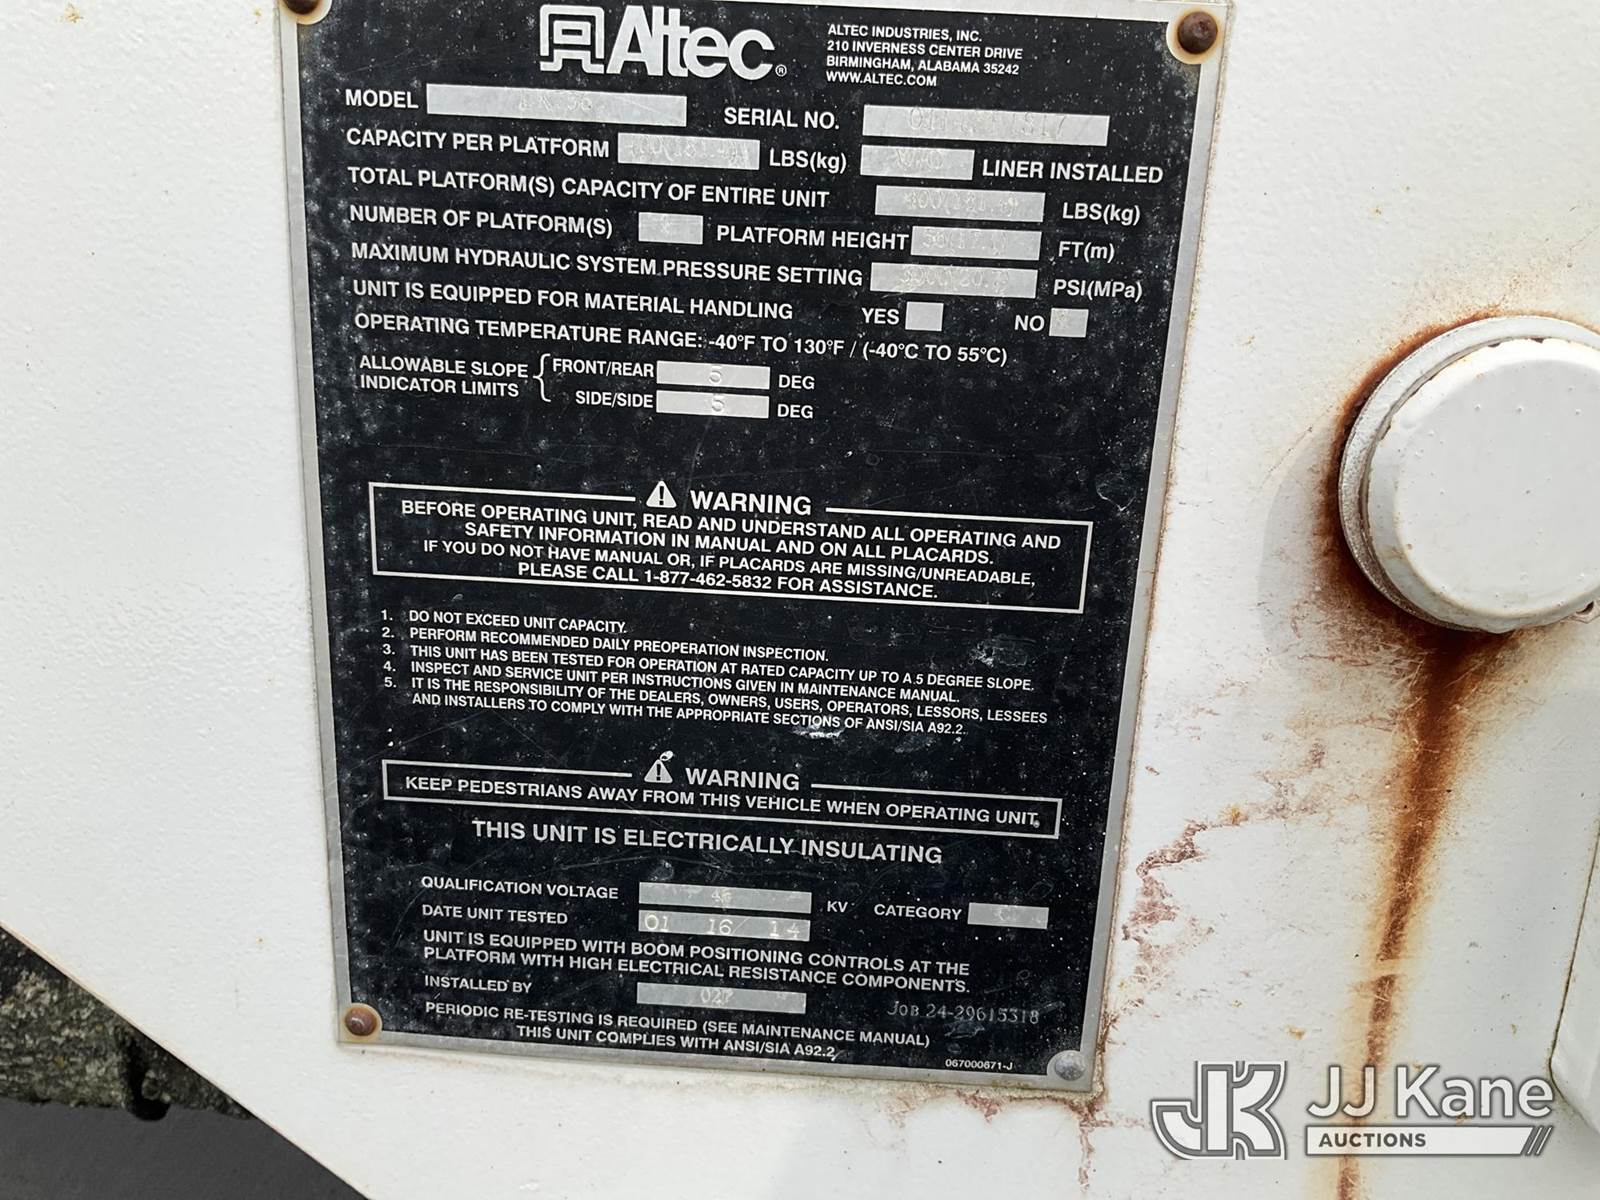 Altec®
ALTEC INDUSTRIES, INC.
210 INVERNESS CENTER DRIVE
BIRMINGHAM, ALABAMA 35242
WWW.ALTEC.COM
MODEL
SERIAL NO.
CAPACITY PER PLATFORM LBS(kg) LINER INSTALLED
TOTAL PLATFORM(S) CAPACITY OF ENTIRE UNIT LBS(kg)
NUMBER OF PLATFORM(S) PLATFORM HEIGHT FT(m)
MAXIMUM HYDRAULIC SYSTEM PRESSURE SETTING PSI(MPa)
UNIT IS EQUIPPED FOR MATERIAL HANDLING YES NO
OPERATING TEMPERATURE RANGE: -40°F TO 130°F / (-40°C TO 55°C)
ALLOWABLE SLOPE INDICATOR LIMITS
FRONT/REAR 5 DEG
SIDE/SIDE 5 DEG
WARNING
BEFORE OPERATING UNIT, READ AND UNDERSTAND ALL OPERATING AND
SAFETY INFORMATION IN MANUAL AND ON ALL PLACARDS.
IF YOU DO NOT HAVE MANUAL OR, IF PLACARDS ARE MISSING/UNREADABLE,
PLEASE CALL 1-877-462-5832 FOR ASSISTANCE.
1. DO NOT EXCEED UNIT CAPACITY.
2. PERFORM RECOMMENDED DAILY PREOPERATION INSPECTION.
3. THIS UNIT HAS BEEN TESTED FOR OPERATION AT RATED CAPACITY UP TO A 5 DEGREE SLOPE.
4. INSPECT AND SERVICE UNIT PER INSTRUCTIONS GIVEN IN MAINTENANCE MANUAL.
5. IT IS THE RESPONSIBILITY OF THE DEALERS, OWNERS, USERS, OPERATORS, LESSORS, LESSEES
AND INSTALLERS TO COMPLY WITH THE APPROPRIATE SECTIONS OF ANSI/SIA A92.2.
WARNING
KEEP PEDESTRIANS AWAY FROM THIS VEHICLE WHEN OPERATING UNIT.
THIS UNIT IS ELECTRICALLY INSULATING
QUALIFICATION VOLTAGE 46 KV CATEGORY C
DATE UNIT TESTED 01 16 14
UNIT IS EQUIPPED WITH BOOM POSITIONING CONTROLS AT THE
PLATFORM WITH HIGH ELECTRICAL RESISTANCE COMPONENTS.
INSTALLED BY 027
JOB 24-29615318
PERIODIC RE-TESTING IS REQUIRED (SEE MAINTENANCE MANUAL)
THIS UNIT COMPLIES WITH ANSI/SIA A92.2
067000671-J
JK JJ Kane
AUCTIONS